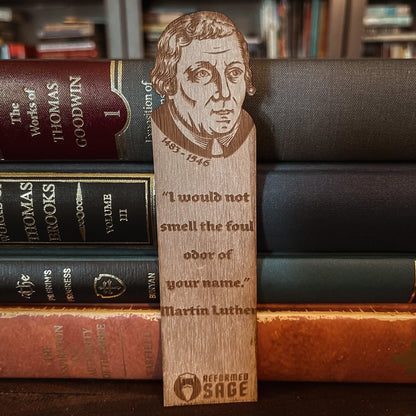 The
Works of
THOMAS
GOODWIN
1
Exposition of
1483-1546
WORKS OF
THOMAS
BROOKS
VOLUME
III
"I would not
smell the foul
odor of
your name."
Martin Luther
the PILGRIM'S
PROGRESS
BUNYAN
REFORMED
SAGE